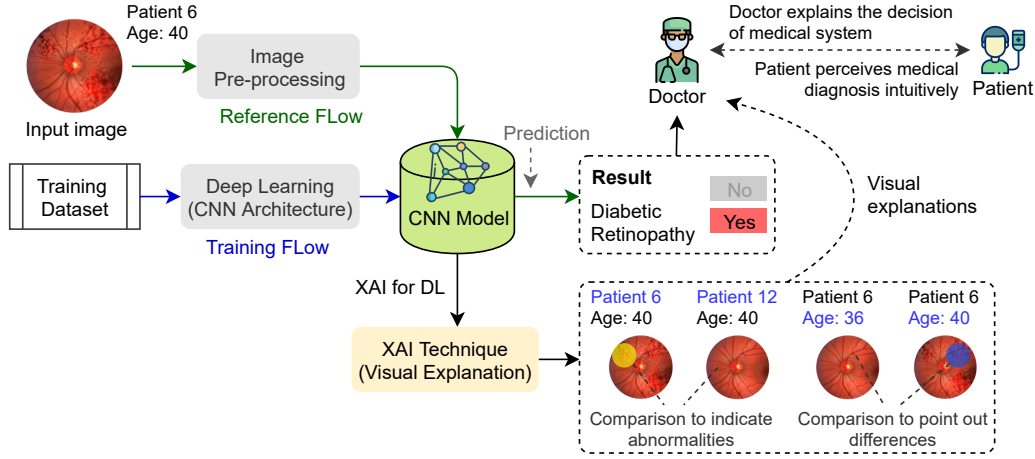 Patient 6
Age: 40
Input image
Image
Pre-processing
Reference FLow
Training
Dataset
Deep Learning
(CNN Architecture)
Training FLow
CNN Model
Prediction
Result
Diabetic
Retinopathy
No
Yes
Doctor
Doctor explains the decision
of medical system
Patient perceives medical
diagnosis intuitively
Patient
Visual
explanations
XAI for DL
XAI Technique
(Visual Explanation)
Patient 6
Age: 40
Patient 12
Age: 40
Patient 6
Age: 36
Patient 6
Age: 40
Comparison to indicate
abnormalities
Comparison to point out
differences